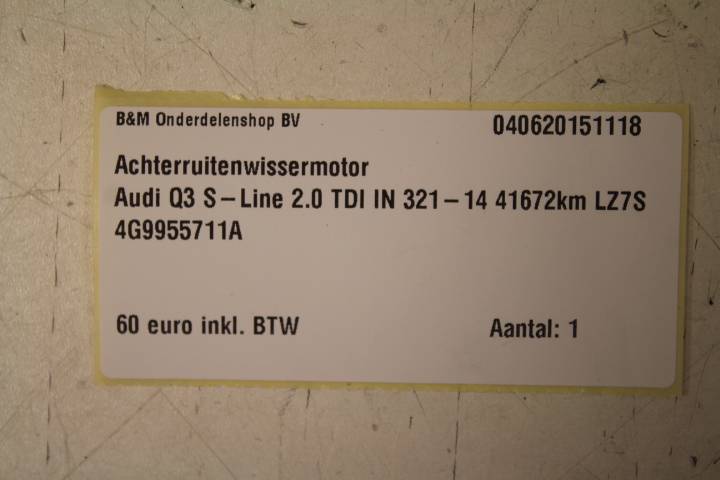 B&M Onderdelenshop BV 040620151118
Achterruitenwissermotor
Audi Q3 S-Line 2.0 TDI IN 321-14 41672km LZ7S
4G9955711A
60 euro inkl. BTW Aantal: 1